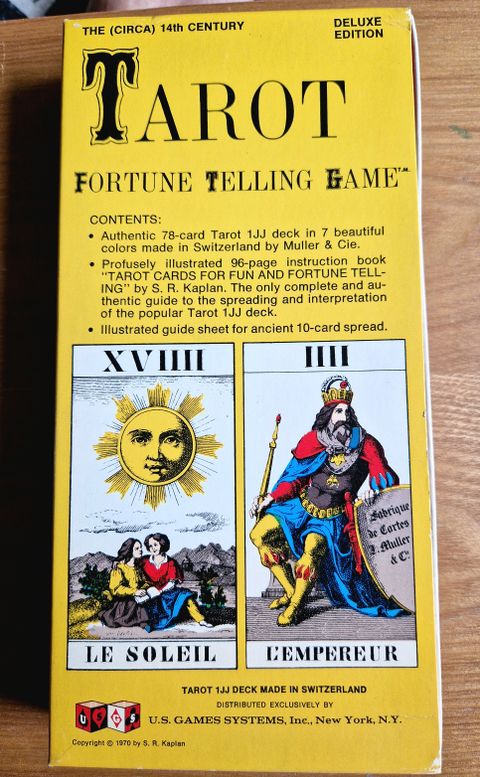 THE (CIRCA) 14th CENTURY
DELUXE
EDITION
TAROT
FORTUNE TELLING GAME™
CONTENTS:
• Authentic 78-card Tarot 1JJ deck in 7 beautiful
colors made in Switzerland by Muller & Cie.
• Profusely illustrated 96-page instruction book
"TAROT CARDS FOR FUN AND FORTUNE TELL-
ING" by S. R. Kaplan. The only complete and au-
thentic guide to the spreading and interpretation
of the popular Tarot 1JJ deck.
• Illustrated guide sheet for ancient 10-card spread.
XVIIII
LE SOLEIL
IIII
Fabrique
de Cartes
J. Muller
& Cie
L'EMPEREUR
TAROT 1JJ DECK MADE IN SWITZERLAND
DISTRIBUTED EXCLUSIVELY BY
U.S. GAMES SYSTEMS, Inc., New York, N.Y.
USGS
Copyright © 1970 by S. R. Kaplan